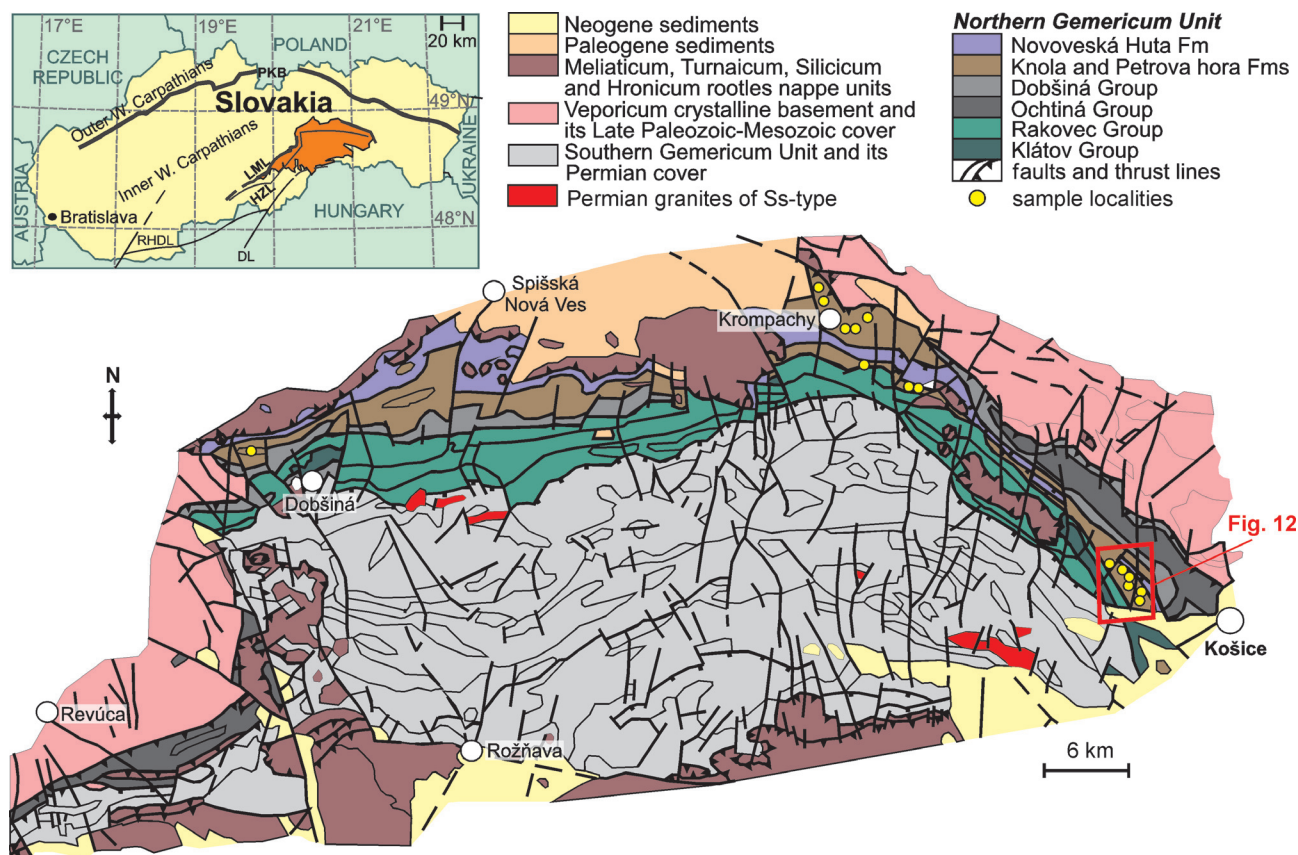 17°E
19°E
21°E
20 km
CZECH
REPUBLIC
POLAND
PKB
Outer W. Carpathians
Slovakia
49°N
UKRAINE
Inner W. Carpathians
LML
HZL
AUSTRIA
Bratislava
HUNGARY
48°N
RHDL
DL
Neogene sediments
Paleogene sediments
Meliaticum, Turnaicum, Silicicum
and Hronicum rootles nappe units
Veporicum crystalline basement and
its Late Paleozoic-Mesozoic cover
Southern Gemericum Unit and its
Permian cover
Permian granites of Ss-type
Northern Gemericum Unit
Novoveská Huta Fm
Knola and Petrova hora Fms
Dobšiná Group
Ochtiná Group
Rakovec Group
Klátov Group
faults and thrust lines
sample localities
Spišská
Nová Ves
Krompachy
N
Dobšiná
Fig. 12
Košice
Revúca
Rožňava
6 km